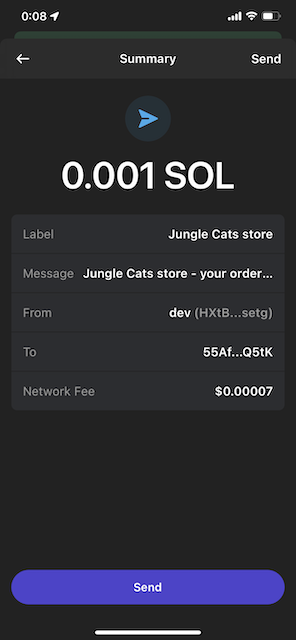 0:08
Summary
Send
0.001 SOL
Label Jungle Cats store
Message Jungle Cats store - your order...
From dev (HXtB...setg)
To 55Af...Q5tK
Network Fee $0.00007
Send